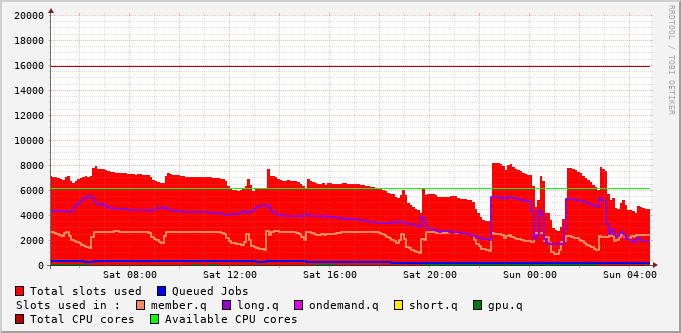 RRDTOOL / TOBI OETIKER
20000
18000
16000
14000
12000
10000
8000
6000
4000
2000
0
Sat 08:00 Sat 12:00 Sat 16:00 Sat 20:00 Sun 00:00 Sun 04:00
Total slots used Queued Jobs
Slots used in : member.q long.q ondemand.q short.q gpu.q
Total CPU cores Available CPU cores